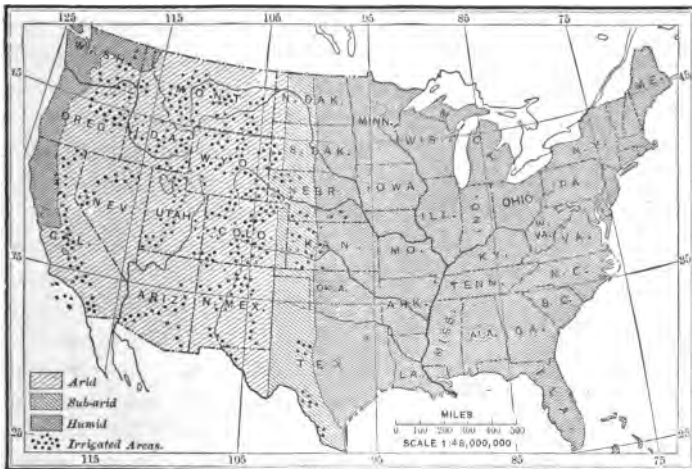 125 115 105 95 85 75
45 45
WASH.
MONT.
N. DAK.
MINN.
ME.
OREG.
IDA.
WIS.
S. DAK.
WYO.
N.Y.
NEBR.
IOWA
PA.
NEV.
UTAH
COLO.
ILL.
IND.
OHIO
CAL.
KAN.
MO.
W. VA.
VA.
KY.
35 35
ARIZ.
N. MEX.
OKLA.
ARK.
TENN.
N.C.
S.C.
MISS.
ALA.
GA.
TEX.
LA.
FLA.
Arid
Sub-arid
Humid
Irrigated Areas.
MILES
0 100 200 300 400 500
SCALE 1:48,000,000
25 25
115 105 95 85 75